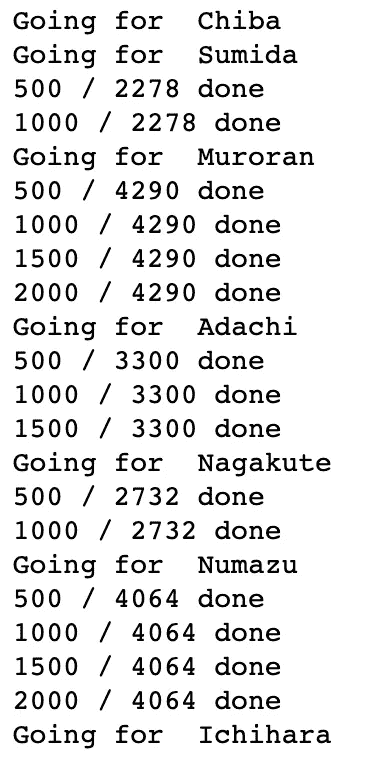 Going for  Chiba
Going for  Sumida
500 / 2278 done
1000 / 2278 done
Going for  Muroran
500 / 4290 done
1000 / 4290 done
1500 / 4290 done
2000 / 4290 done
Going for  Adachi
500 / 3300 done
1000 / 3300 done
1500 / 3300 done
Going for  Nagakute
500 / 2732 done
1000 / 2732 done
Going for  Numazu
500 / 4064 done
1000 / 4064 done
1500 / 4064 done
2000 / 4064 done
Going for  Ichihara